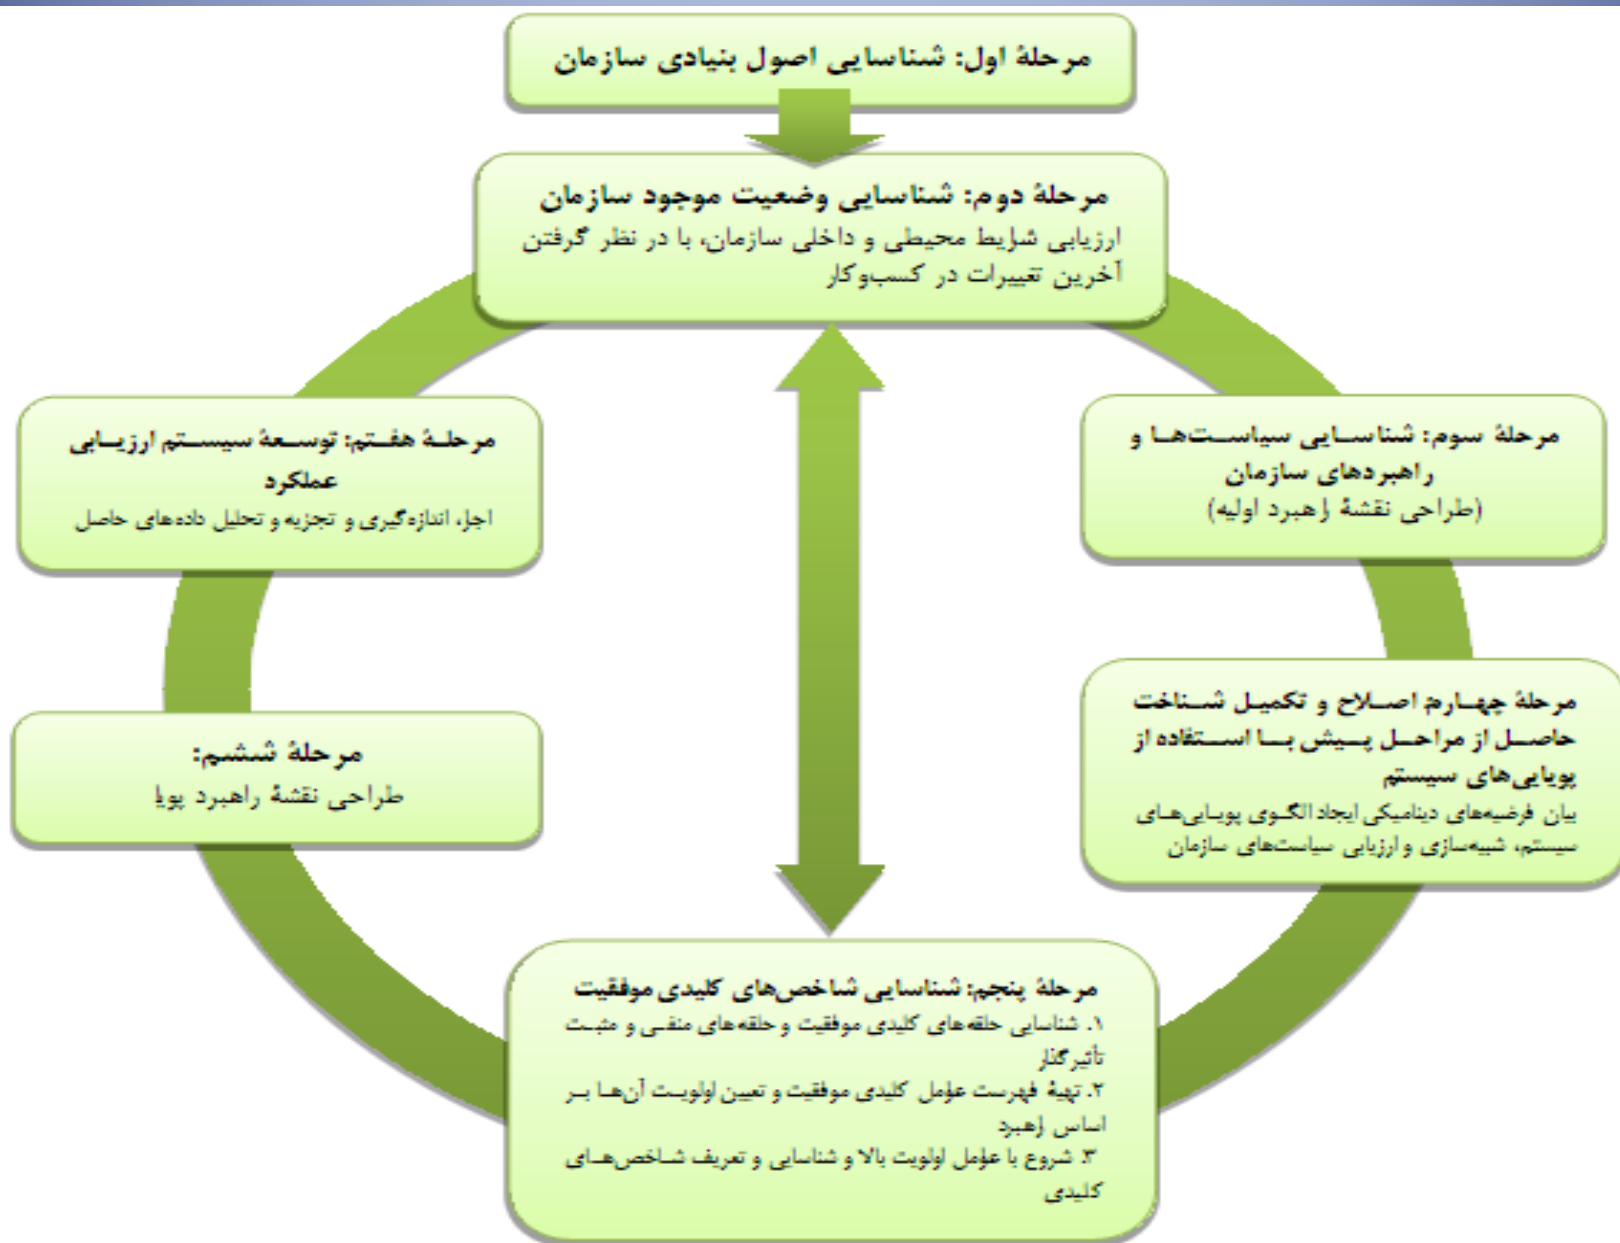 مرحلهٔ اول: شناسایی اصول بنیادی سازمان
مرحلهٔ دوم: شناسایی وضعیت موجود سازمان
ارزیابی شرایط محیطی و داخلی سازمان، با در نظر گرفتن
آخرین تغییرات در کسب‌وکار
مرحلهٔ سوم: شناسایی سیاست‌ها و
راهبردهای سازمان
(طراحی نقشهٔ راهبرد اولیه)
مرحلهٔ چهارم: اصلاح و تکمیل شناخت
حاصل از مراحل پیش با استفاده از
پویایی‌های سیستم
بیان فرضیه‌های دینامیکی ایجاد الگوی پویایی‌های
سیستم، شبیه‌سازی و ارزیابی سیاست‌های سازمان
مرحلهٔ پنجم: شناسایی شاخص‌های کلیدی موفقیت
۱. شناسایی حلقه‌های کلیدی موفقیت و حلقه‌های منفی و مثبت
تأثیرگذار
۲. تهیهٔ فهرست عوامل کلیدی موفقیت و تعیین اولویت آن‌ها بر
اساس راهبرد
۳. شروع با عوامل اولویت بالا و شناسایی و تعریف شاخص‌های
کلیدی
مرحلهٔ ششم:
طراحی نقشهٔ راهبرد پویا
مرحلهٔ هفتم: توسعهٔ سیستم ارزیابی
عملکرد
اجرا، اندازه‌گیری و تجزیه و تحلیل داده‌های حاصل